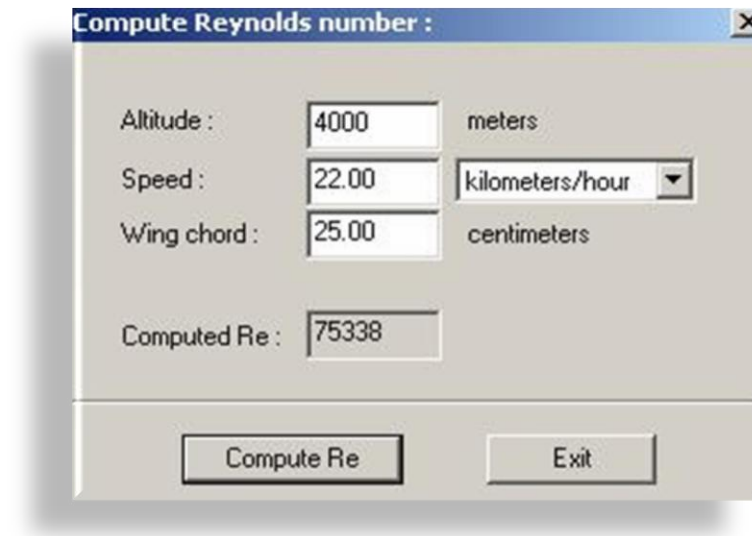 Compute Reynolds number :
Altitude : 4000 meters
Speed : 22.00 kilometers/hour
Wing chord : 25.00 centimeters
Computed Re : 75338
Compute Re Exit